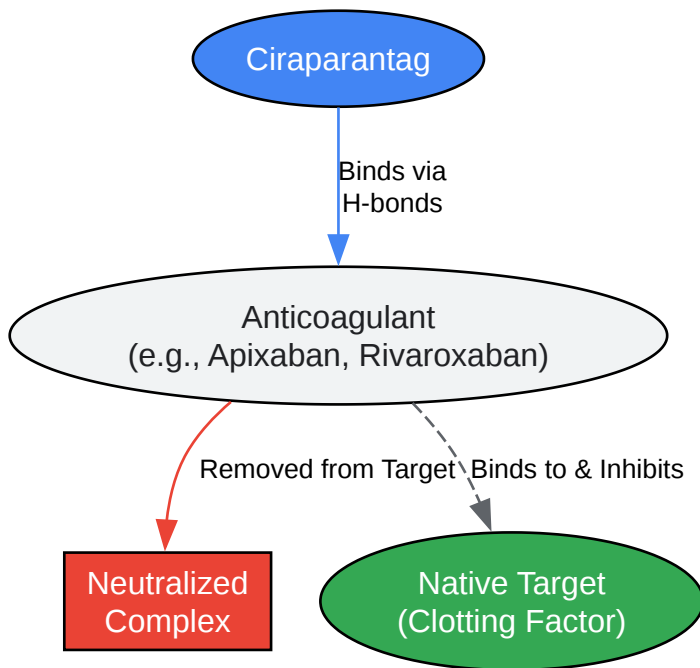 Ciraparantag
Binds via
H-bonds
Anticoagulant
(e.g., Apixaban, Rivaroxaban)
Removed from Target
Binds to & Inhibits
Neutralized
Complex
Native Target
(Clotting Factor)